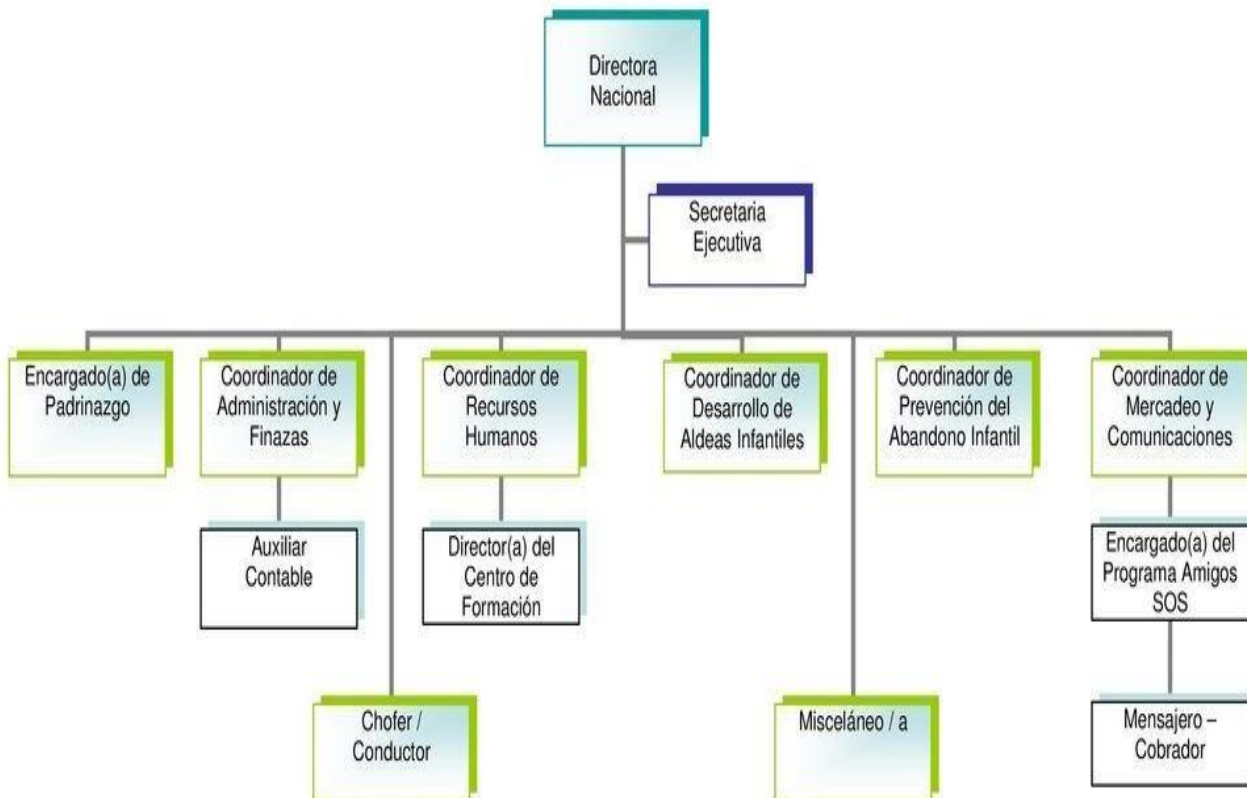 Directora
Nacional
Secretaria
Ejecutiva
Encargado(a) de
Padrinazgo
Coordinador de
Administración y
Finazas
Coordinador de
Recursos
Humanos
Coordinador de
Desarrollo de
Aldeas Infantiles
Coordinador de
Prevención del
Abandono Infantil
Coordinador de
Mercadeo y
Comunicaciones
Auxiliar
Contable
Director(a) del
Centro de
Formación
Encargado(a) del
Programa Amigos
SOS
Chofer /
Conductor
Misceláneo / a
Mensajero –
Cobrador